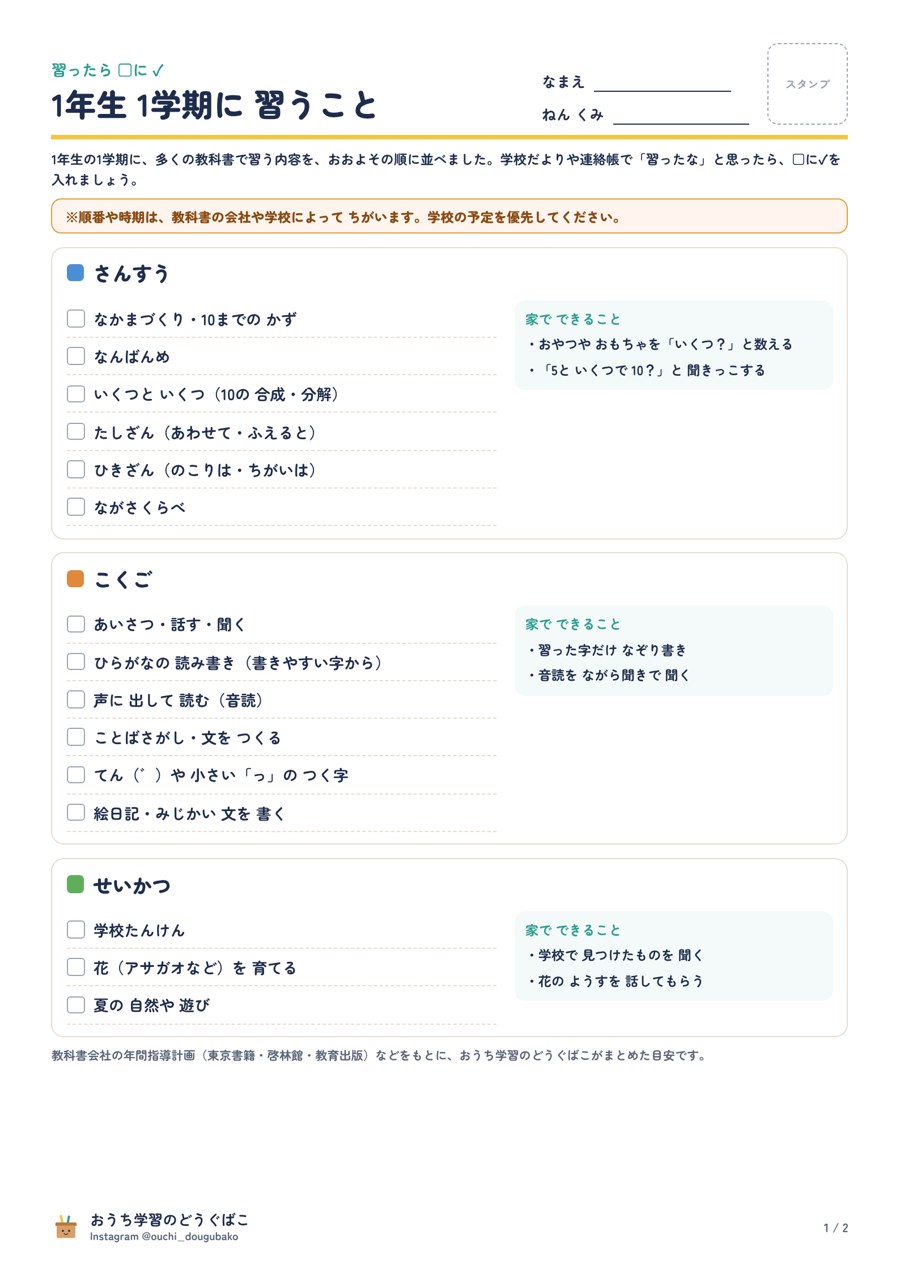 習ったら □に ✓
1年生 1学期に 習うこと
なまえ
ねん くみ
スタンプ
1年生の1学期に、多くの教科書で習う内容を、おおよその順に並べました。学校だよりや連絡帳で「習ったな」と思ったら、□に✓を
入れましょう。
※順番や時期は、教科書の会社や学校によって ちがいます。学校の予定を優先してください。
さんすう
なかまづくり・10までの かず
なんばんめ
いくつと いくつ（10の 合成・分解）
たしざん（あわせて・ふえると）
ひきざん（のこりは・ちがいは）
ながさくらべ
家で できること
・おやつや おもちゃを「いくつ？」と数える
・「5と いくつで 10？」と 聞きっこする
こくご
あいさつ・話す・聞く
ひらがなの 読み書き（書きやすい字から）
声に 出して 読む（音読）
ことばさがし・文を つくる
てん（゛）や 小さい「っ」の つく字
絵日記・みじかい 文を 書く
家で できること
・習った字だけ なぞり書き
・音読を ながら聞きで 聞く
せいかつ
学校たんけん
花（アサガオなど）を 育てる
夏の 自然や 遊び
家で できること
・学校で 見つけたものを 聞く
・花の ようすを 話してもらう
教科書会社の年間指導計画（東京書籍・啓林館・教育出版）などをもとに、おうち学習のどうぐばこがまとめた目安です。
おうち学習のどうぐばこ
Instagram @ouchi_dougubako
1 / 2